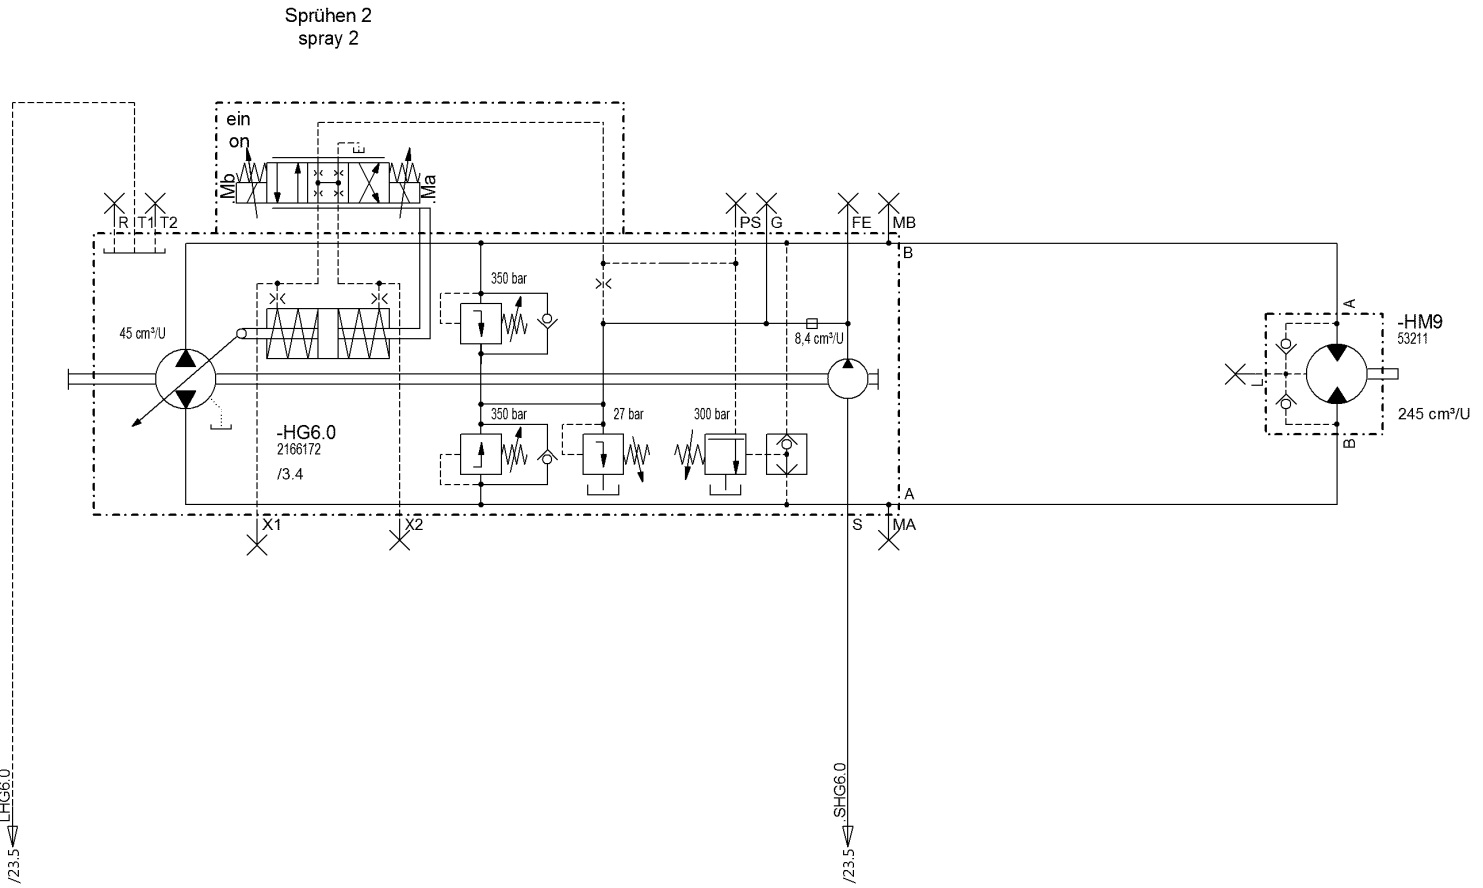 Sprühen 2
spray 2
ein
on
Mb
Ma
R
T1
T2
PS
G
FE
MB
B
350 bar
45 cm³/U
8,4 cm³/U
A
-HM9
53211
L
245 cm³/U
B
350 bar
27 bar
300 bar
-HG6.0
2166172
/3.4
A
X1
X2
S
MA
LHG6.0
/23.5
SHG6.0
/23.5